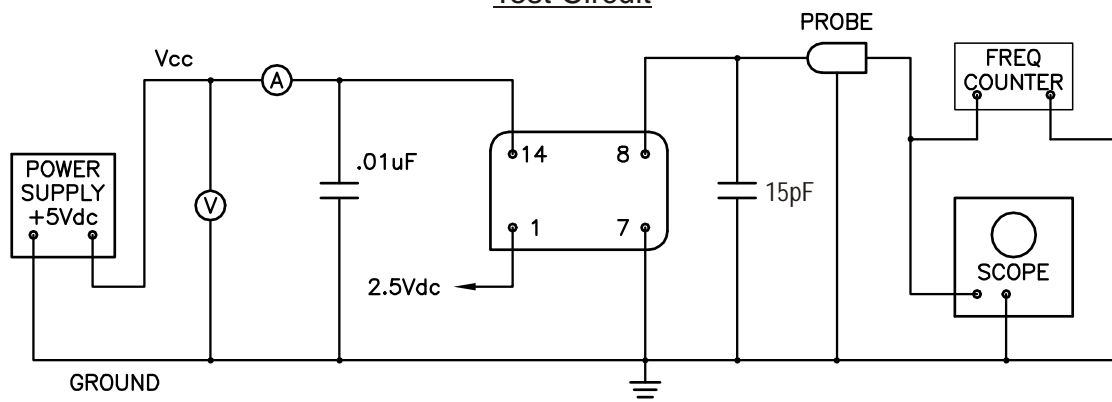 Test Circuit
PROBE
Vcc
A
FREQ
COUNTER
POWER
SUPPLY
+5Vdc
.01uF
14
8
V
15pF
1
7
2.5Vdc
SCOPE
GROUND